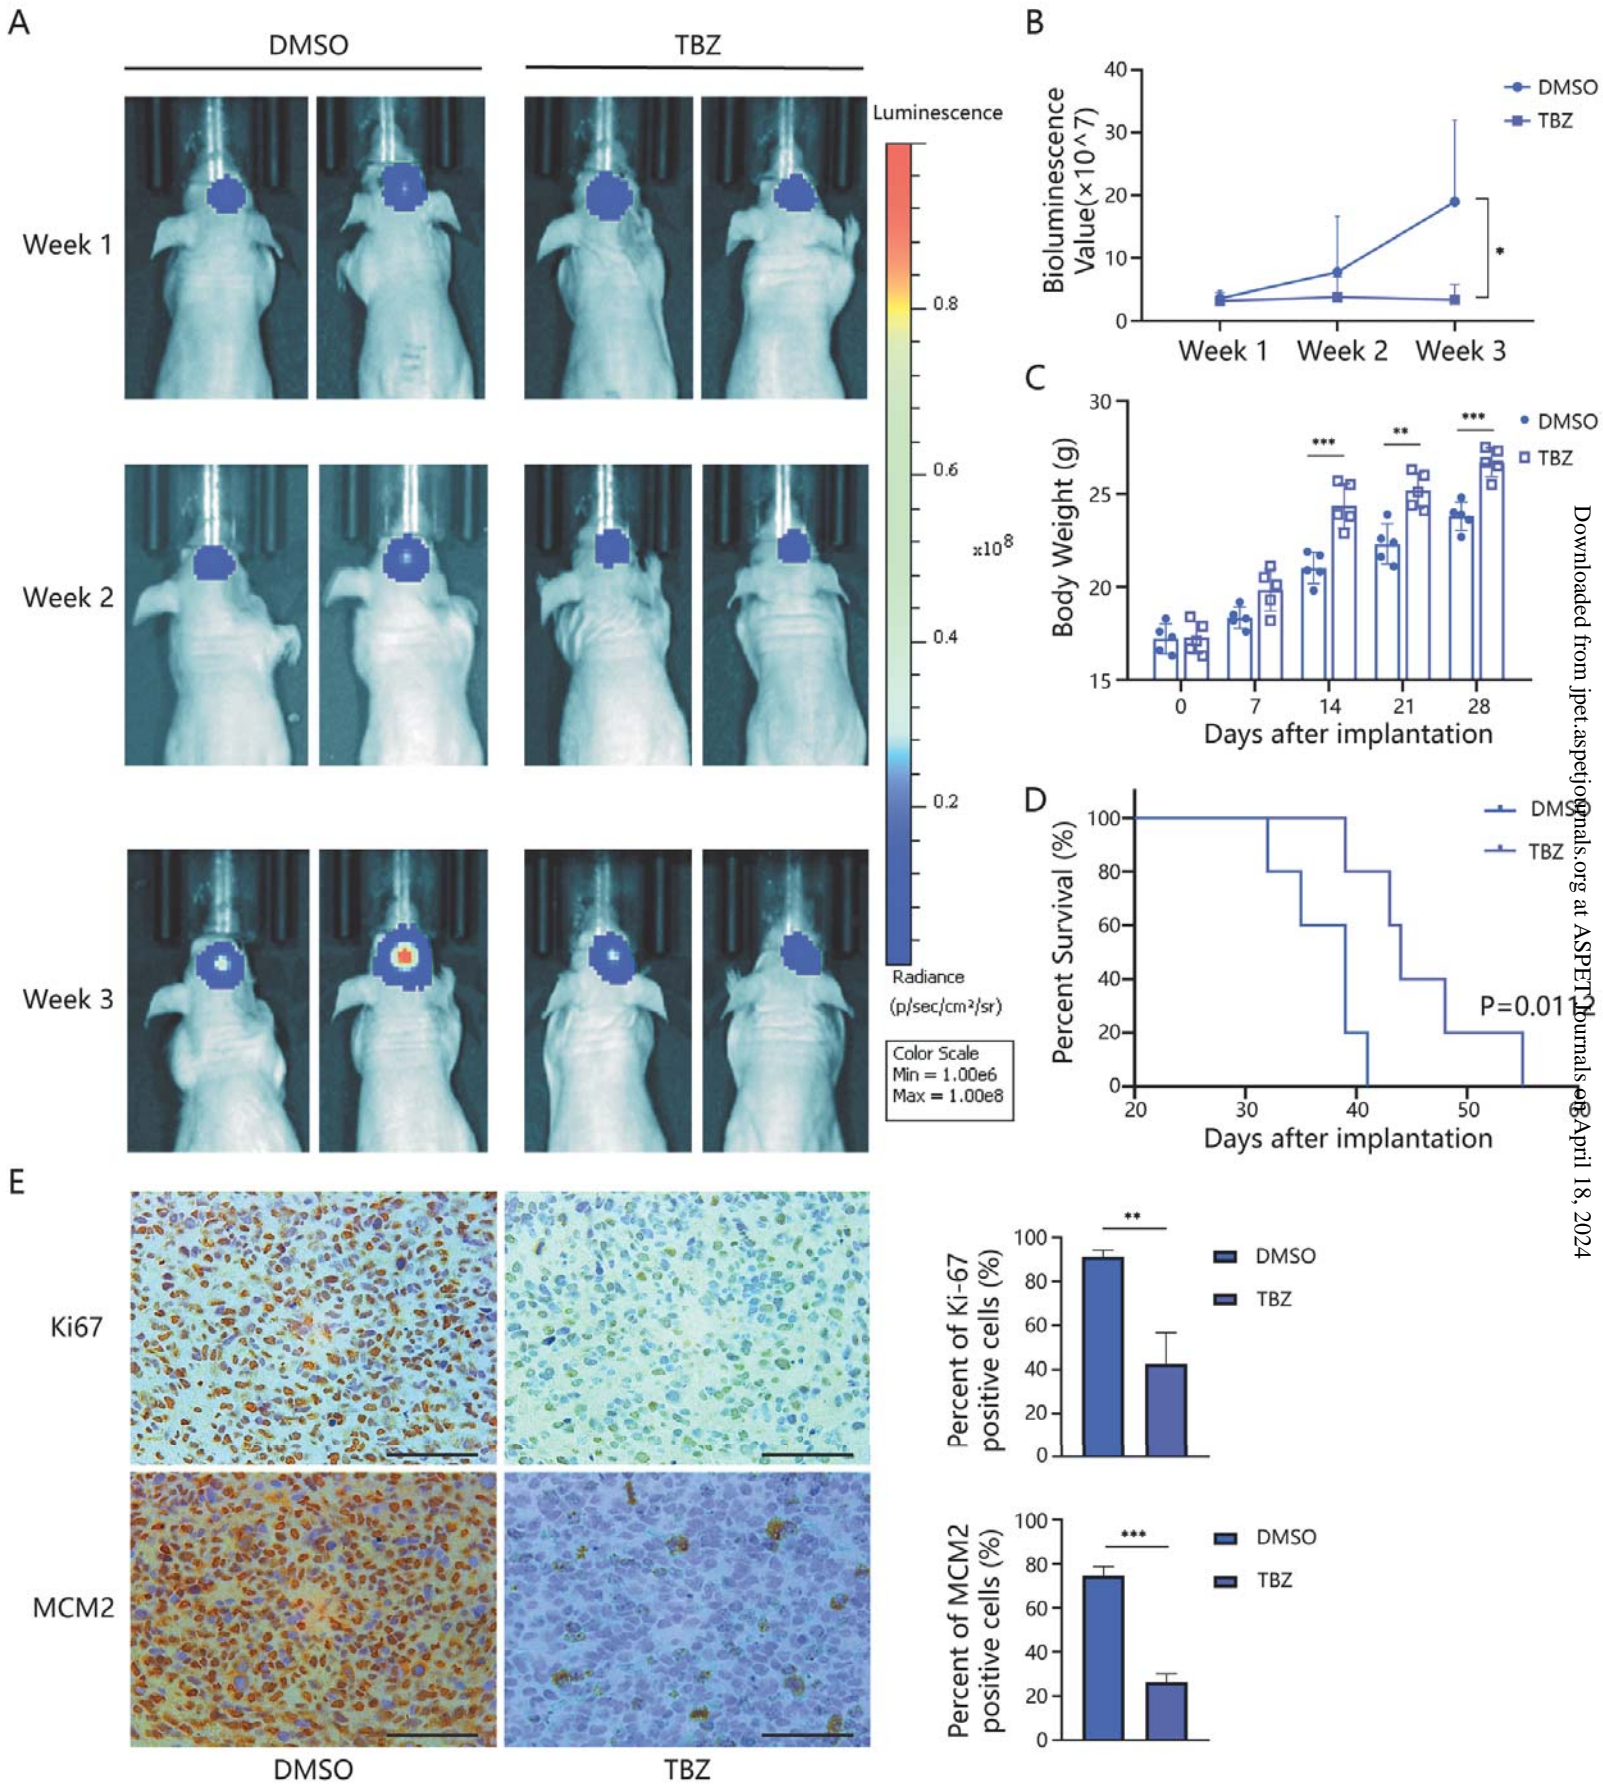 A
DMSO
TBZ
Week 1
Week 2
Week 3
Luminescence
0.8
0.6
x10⁸
0.4
0.2
Radiance
(p/sec/cm²/sr)
Color Scale
Min = 1.00e6
Max = 1.00e8
B
Bioluminescence
Value(×10^7)
40
30
20
10
0
Week 1 Week 2 Week 3
DMSO
TBZ
*
C
Body Weight (g)
30
25
20
15
0 7 14 21 28
Days after implantation
*** ** ***
DMSO
TBZ
D
Percent Survival (%)
100
80
60
40
20
0
20 30 40 50
Days after implantation
DMSO
TBZ
E
Ki67
MCM2
DMSO
TBZ
Percent of Ki-67
positive cells (%)
100
80
60
40
20
0
**
DMSO
TBZ
Percent of MCM2
positive cells (%)
100
80
60
40
20
0
***
DMSO
TBZ
Downloaded from jpet.aspetjournals.org at ASPET Journals on April 18, 2024